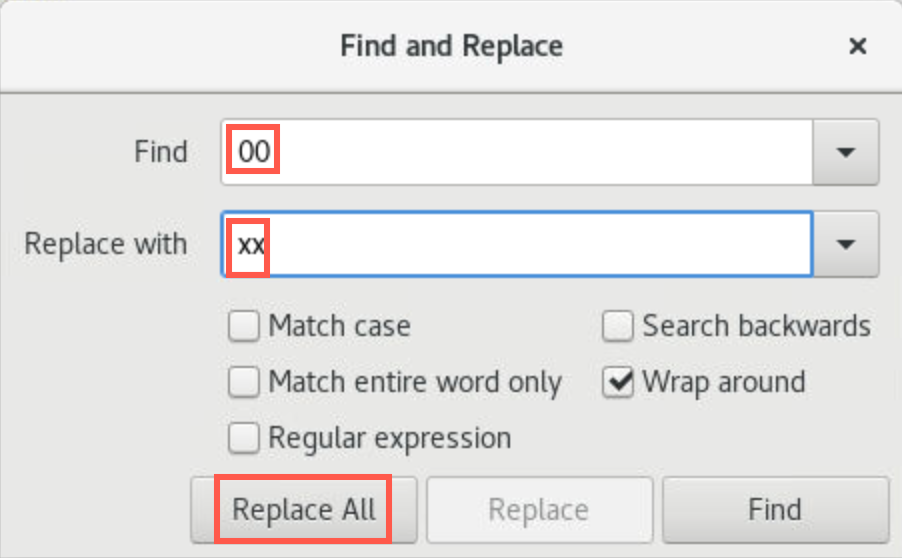 Find and Replace
Find 00
Replace with xx
Match case Search backwards
Match entire word only Wrap around
Regular expression
Replace All Replace Find